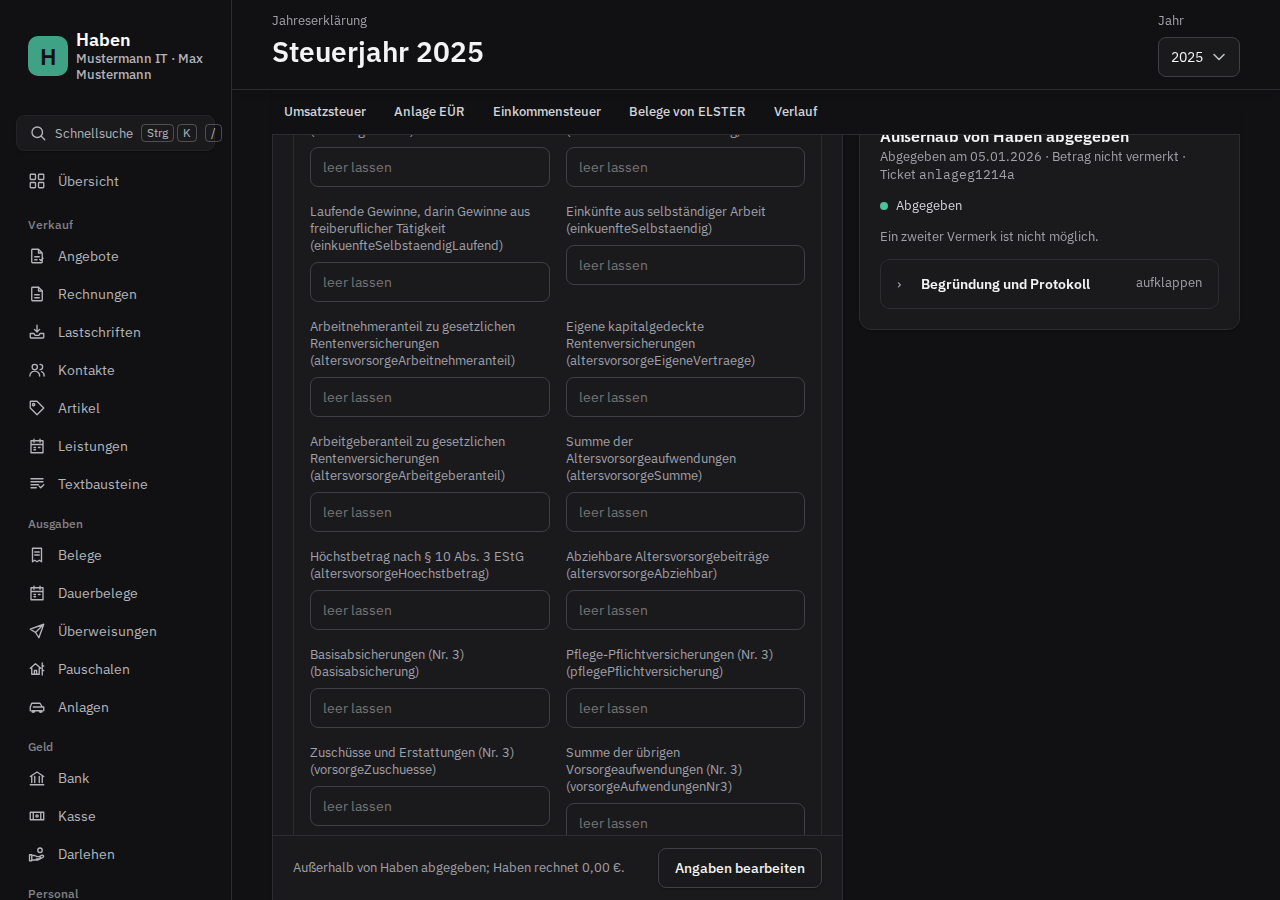 Haben
Mustermann IT · Max
Mustermann
Schnellsuche Strg K /
Übersicht
Verkauf
Angebote
Rechnungen
Lastschriften
Kontakte
Artikel
Leistungen
Textbausteine
Ausgaben
Belege
Dauerbelege
Überweisungen
Pauschalen
Anlagen
Geld
Bank
Kasse
Darlehen
Personal
Jahreserklärung
Steuerjahr 2025
Jahr
2025
Umsatzsteuer Anlage EÜR Einkommensteuer Belege von ELSTER Verlauf
leer lassen
leer lassen
Laufende Gewinne, darin Gewinne aus
freiberuflicher Tätigkeit
(einkuenfteSelbstaendigLaufend)
leer lassen
Einkünfte aus selbständiger Arbeit
(einkuenfteSelbstaendig)
leer lassen
Arbeitnehmeranteil zu gesetzlichen
Rentenversicherungen
(altersvorsorgeArbeitnehmeranteil)
leer lassen
Eigene kapitalgedeckte
Rentenversicherungen
(altersvorsorgeEigeneVertraege)
leer lassen
Arbeitgeberanteil zu gesetzlichen
Rentenversicherungen
(altersvorsorgeArbeitgeberanteil)
leer lassen
Summe der
Altersvorsorgeaufwendungen
(altersvorsorgeSumme)
leer lassen
Höchstbetrag nach § 10 Abs. 3 EStG
(altersvorsorgeHoechstbetrag)
leer lassen
Abziehbare Altersvorsorgebeiträge
(altersvorsorgeAbziehbar)
leer lassen
Basisabsicherungen (Nr. 3)
(basisabsicherung)
leer lassen
Pflege-Pflichtversicherungen (Nr. 3)
(pflegePflichtversicherung)
leer lassen
Zuschüsse und Erstattungen (Nr. 3)
(vorsorgeZuschuesse)
leer lassen
Summe der übrigen
Vorsorgeaufwendungen (Nr. 3)
(vorsorgeAufwendungenNr3)
leer lassen
Außerhalb von Haben abgegeben; Haben rechnet 0,00 €.
Angaben bearbeiten
Außerhalb von Haben abgegeben
Abgegeben am 05.01.2026 · Betrag nicht vermerkt ·
Ticket anlageg1214a
Abgegeben
Ein zweiter Vermerk ist nicht möglich.
› Begründung und Protokoll aufklappen